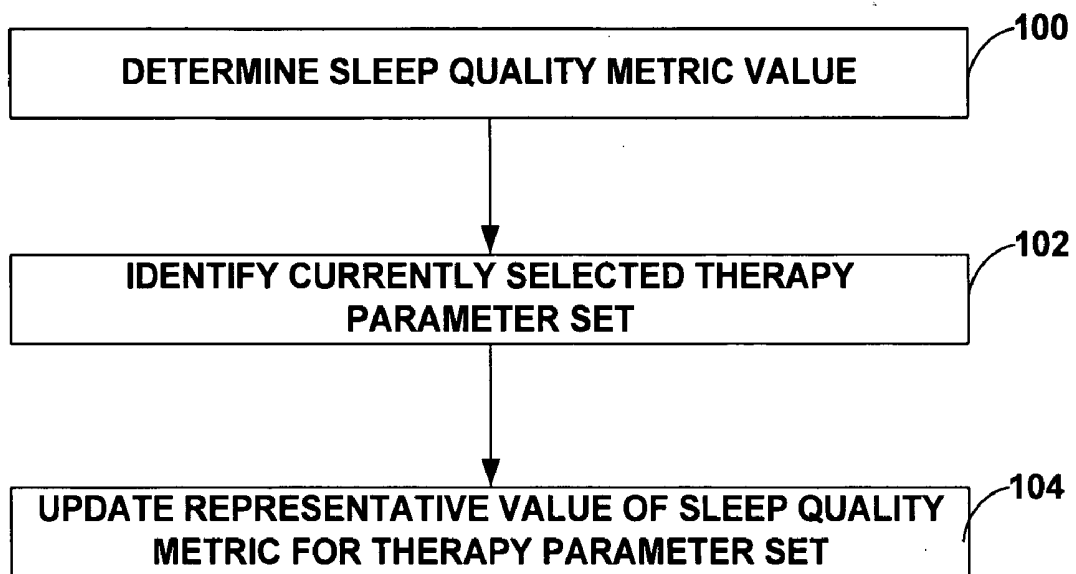 100
DETERMINE SLEEP QUALITY METRIC VALUE
102
IDENTIFY CURRENTLY SELECTED THERAPY
PARAMETER SET
104
UPDATE REPRESENTATIVE VALUE OF SLEEP QUALITY
METRIC FOR THERAPY PARAMETER SET